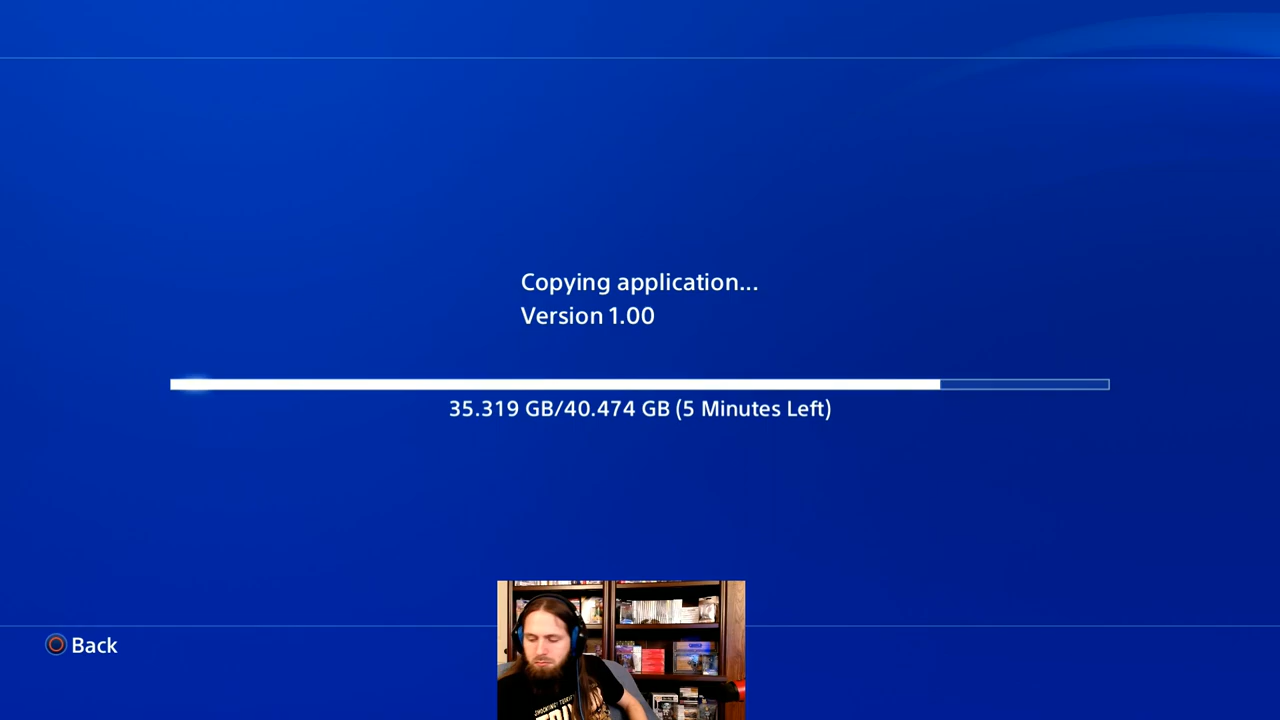 Copying application...
Version 1.00
35.319 GB/40.474 GB (5 Minutes Left)
Back